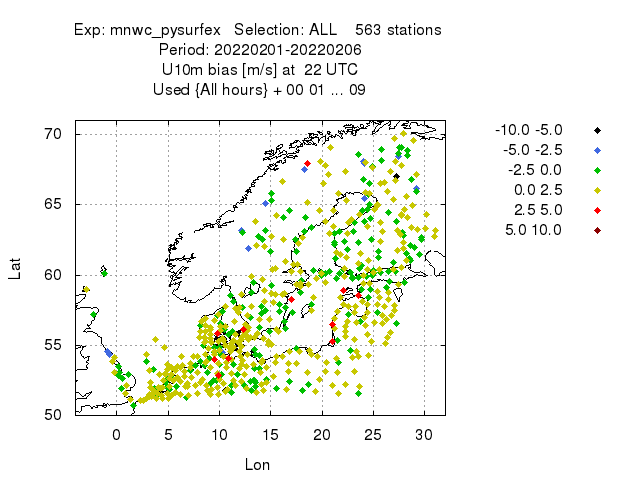 Exp: mnwc_pysurfex   Selection: ALL    563 stations
Period: 20220201-20220206
U10m bias [m/s] at  22 UTC
Used {All hours} + 00 01 ... 09
-10.0 -5.0
-5.0 -2.5
-2.5 0.0
0.0 2.5
2.5 5.0
5.0 10.0
Lat
70
65
60
55
50
0 5 10 15 20 25 30
Lon